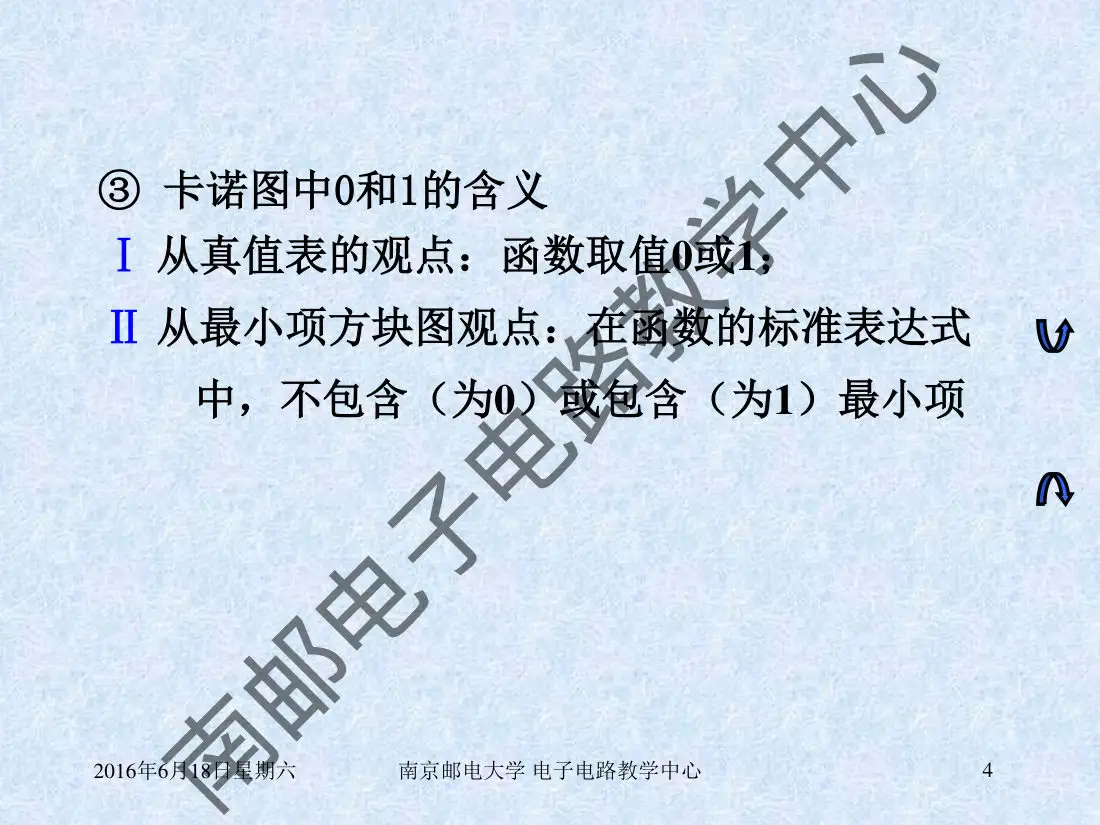 ③ 卡诺图中0和1的含义
Ⅰ 从真值表的观点：函数取值0或1；
Ⅱ 从最小项方块图观点：在函数的标准表达式
中，不包含（为0）或包含（为1）最小项
南邮电子电路教学中心
2016年6月18日星期六 南京邮电大学 电子电路教学中心 4